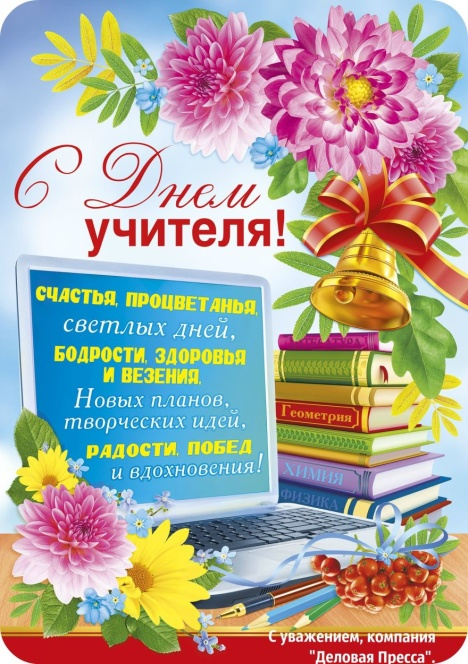 С Днем
учителя!
СЧАСТЬЯ, ПРОЦВЕТАНЬЯ,
светлых дней,
БОДРОСТИ, ЗДОРОВЬЯ
И ВЕЗЕНИЯ,
Новых планов,
творческих идей,
РАДОСТИ, ПОБЕД
и вдохновения!
ЛИТЕРАТУРА
Геометрия
ХИМИЯ
ФИЗИКА
С уважением, компания
"Деловая Пресса".